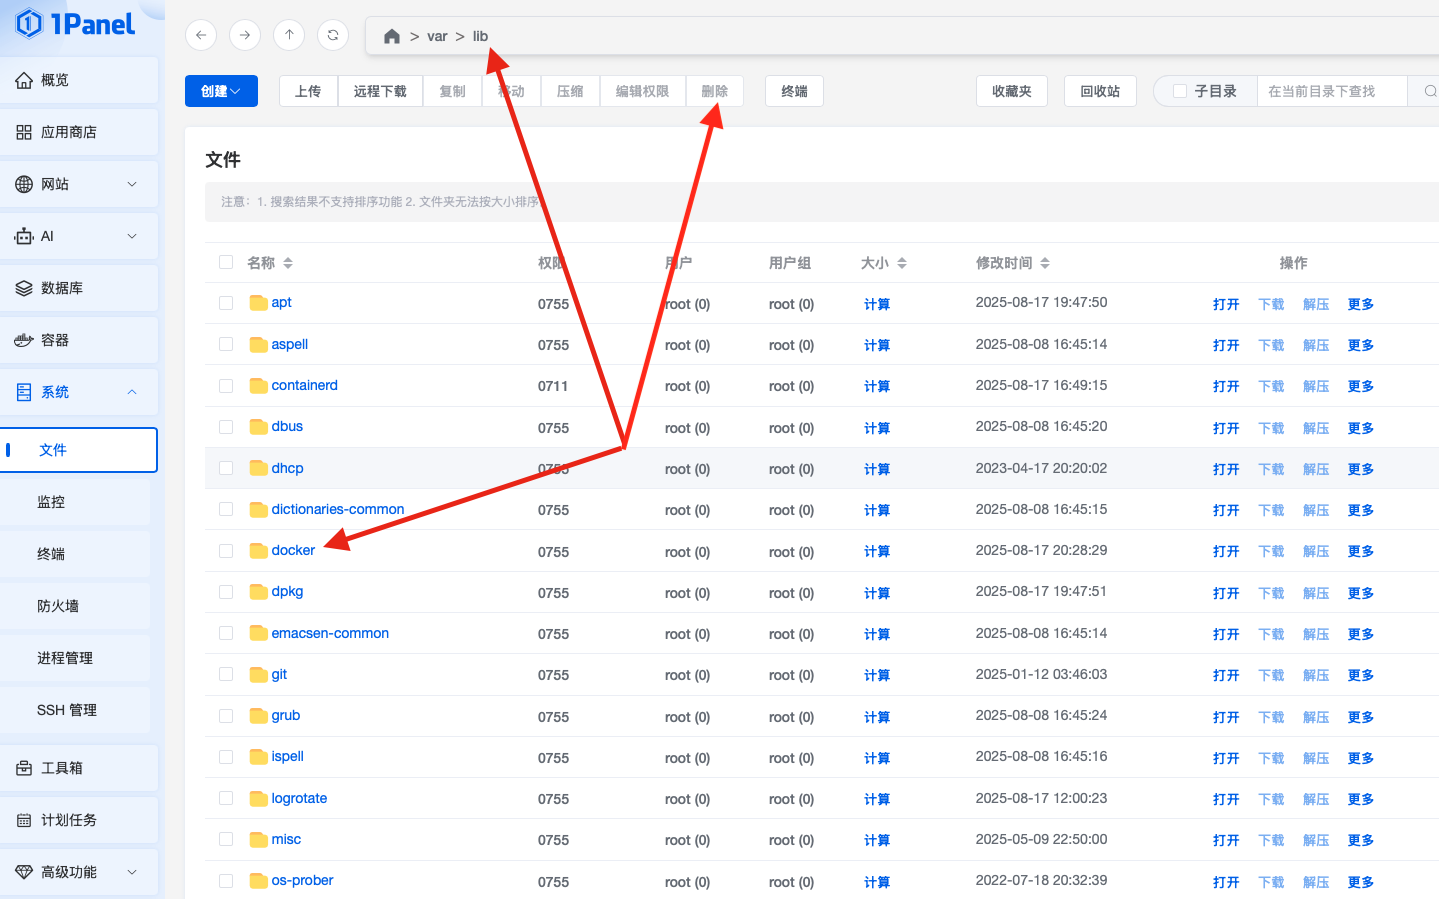 1Panel
> var > lib
创建 上传 远程下载 复制 移动 压缩 编辑权限 删除 终端 收藏夹 回收站 子目录 在当前目录下查找
概览
应用商店
网站
AI
数据库
容器
系统
文件
监控
终端
防火墙
进程管理
SSH 管理
工具箱
计划任务
高级功能
文件
注意：1. 搜索结果不支持排序功能 2. 文件夹无法按大小排序
名称 权限 用户 用户组 大小 修改时间 操作
apt 0755 root (0) root (0) 计算 2025-08-17 19:47:50 打开 下载 解压 更多
aspell 0755 root (0) root (0) 计算 2025-08-08 16:45:14 打开 下载 解压 更多
containerd 0711 root (0) root (0) 计算 2025-08-17 16:49:15 打开 下载 解压 更多
dbus 0755 root (0) root (0) 计算 2025-08-08 16:45:20 打开 下载 解压 更多
dhcp 0755 root (0) root (0) 计算 2023-04-17 20:20:02 打开 下载 解压 更多
dictionaries-common 0755 root (0) root (0) 计算 2025-08-08 16:45:15 打开 下载 解压 更多
docker 0755 root (0) root (0) 计算 2025-08-17 20:28:29 打开 下载 解压 更多
dpkg 0755 root (0) root (0) 计算 2025-08-17 19:47:51 打开 下载 解压 更多
emacsen-common 0755 root (0) root (0) 计算 2025-08-08 16:45:14 打开 下载 解压 更多
git 0755 root (0) root (0) 计算 2025-01-12 03:46:03 打开 下载 解压 更多
grub 0755 root (0) root (0) 计算 2025-08-08 16:45:24 打开 下载 解压 更多
ispell 0755 root (0) root (0) 计算 2025-08-08 16:45:16 打开 下载 解压 更多
logrotate 0755 root (0) root (0) 计算 2025-08-17 12:00:23 打开 下载 解压 更多
misc 0755 root (0) root (0) 计算 2025-05-09 22:50:00 打开 下载 解压 更多
os-prober 0755 root (0) root (0) 计算 2022-07-18 20:32:39 打开 下载 解压 更多